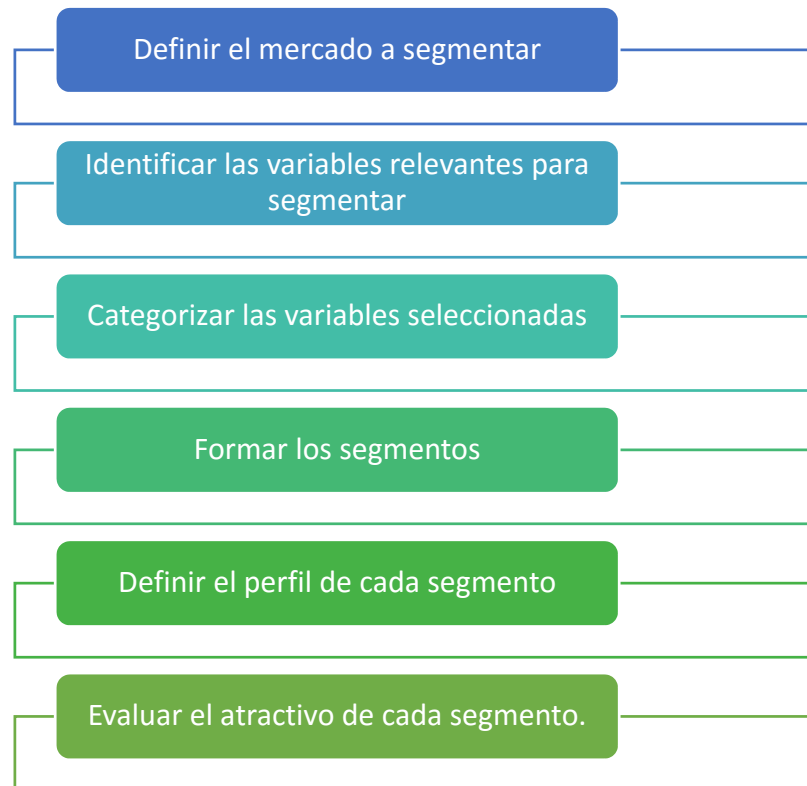 Definir el mercado a segmentar
Identificar las variables relevantes para
segmentar
Categorizar las variables seleccionadas
Formar los segmentos
Definir el perfil de cada segmento
Evaluar el atractivo de cada segmento.